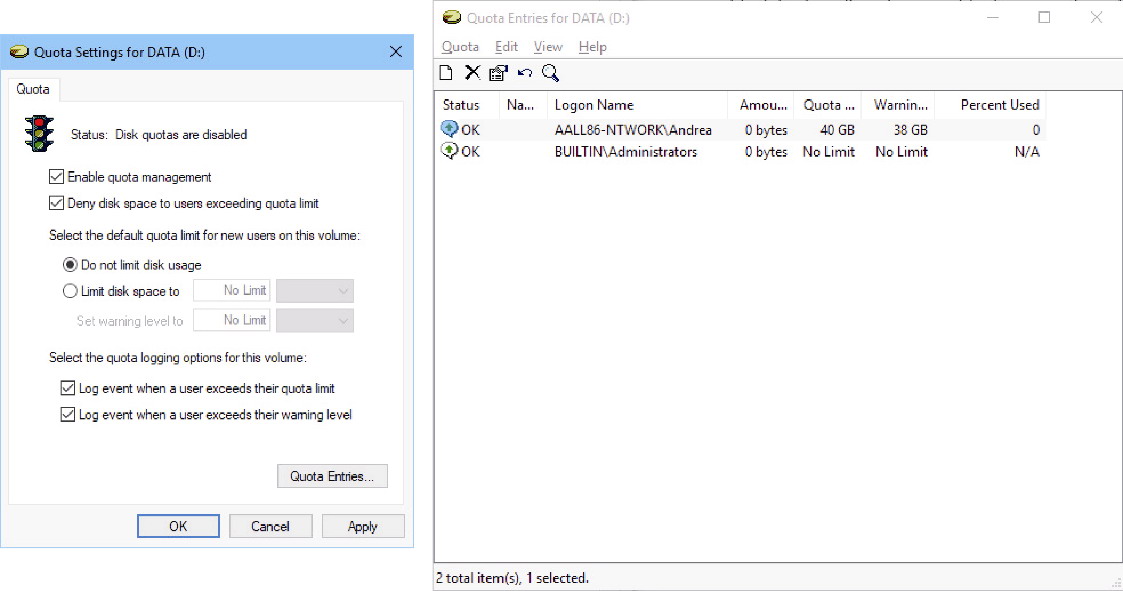 Quota Settings for DATA (D:)
Quota
Status: Disk quotas are disabled
Enable quota management
Deny disk space to users exceeding quota limit
Select the default quota limit for new users on this volume:
Do not limit disk usage
Limit disk space to No Limit
Set warning level to No Limit
Select the quota logging options for this volume:
Log event when a user exceeds their quota limit
Log event when a user exceeds their warning level
Quota Entries...
OK Cancel Apply
Quota Entries for DATA (D:)
Quota Edit View Help
Status Na... Logon Name Amou... Quota ... Warnin... Percent Used
OK AALL86-NTWORK\Andrea 0 bytes 40 GB 38 GB 0
OK BUILTIN\Administrators 0 bytes No Limit No Limit N/A
2 total item(s), 1 selected.